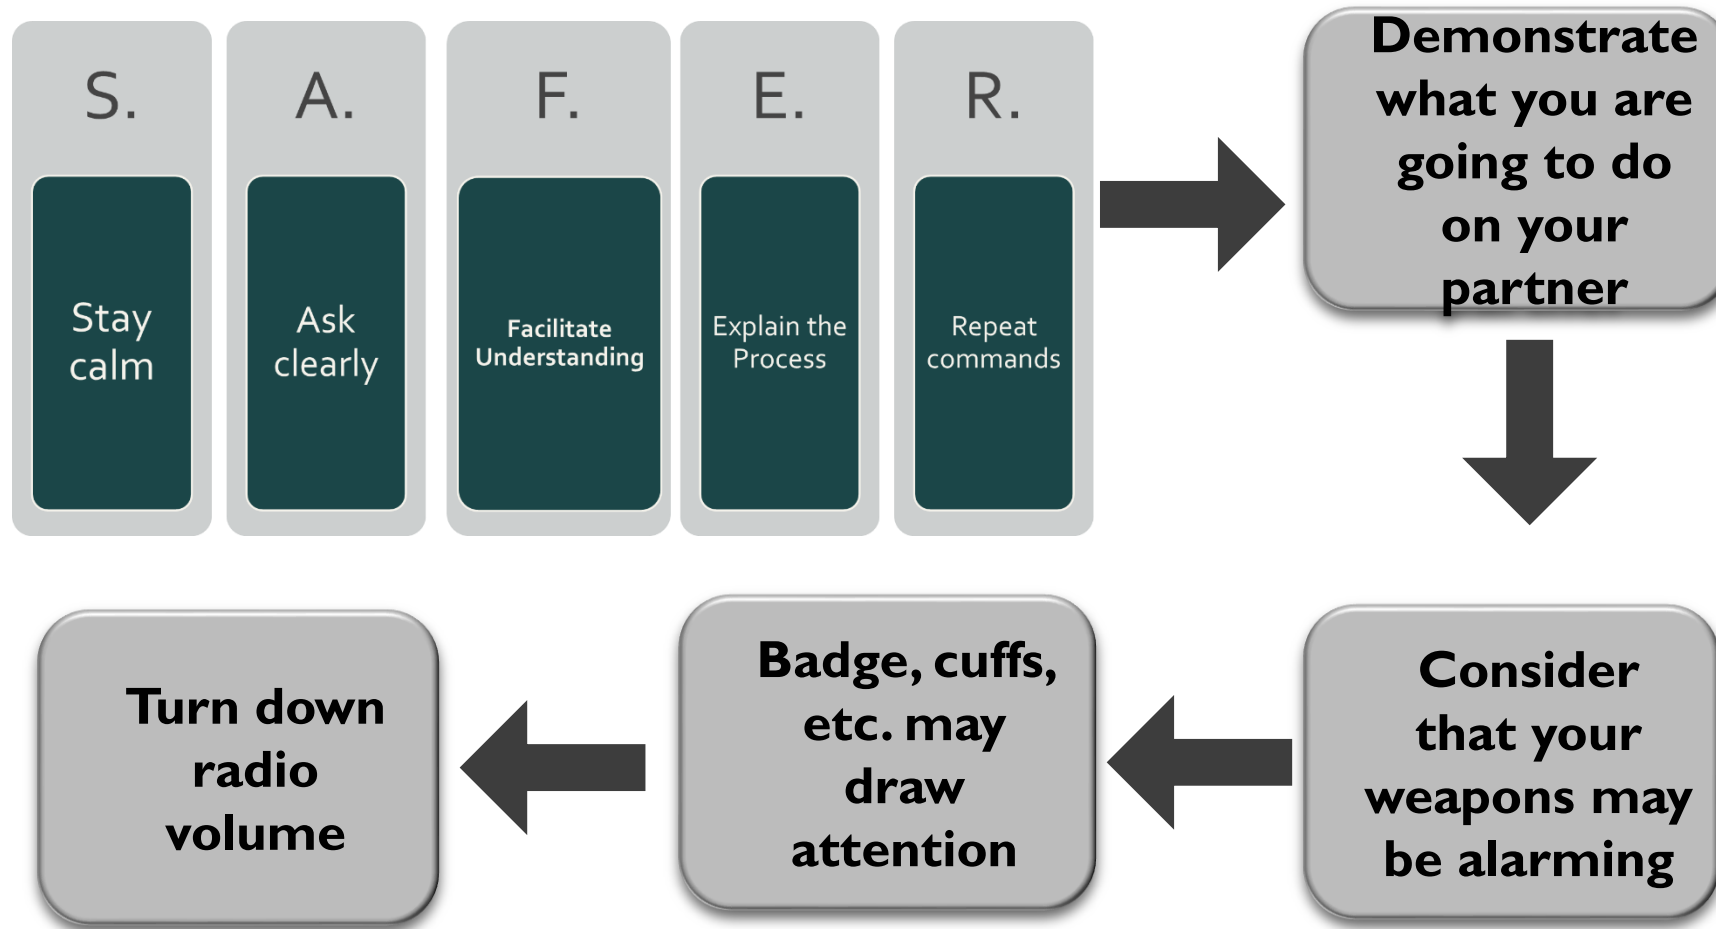 S.
A.
F.
E.
R.
Stay
calm
Ask
clearly
Facilitate
Understanding
Explain the
Process
Repeat
commands
Demonstrate
what you are
going to do
on your
partner
Consider
that your
weapons may
be alarming
Badge, cuffs,
etc. may
draw
attention
Turn down
radio
volume